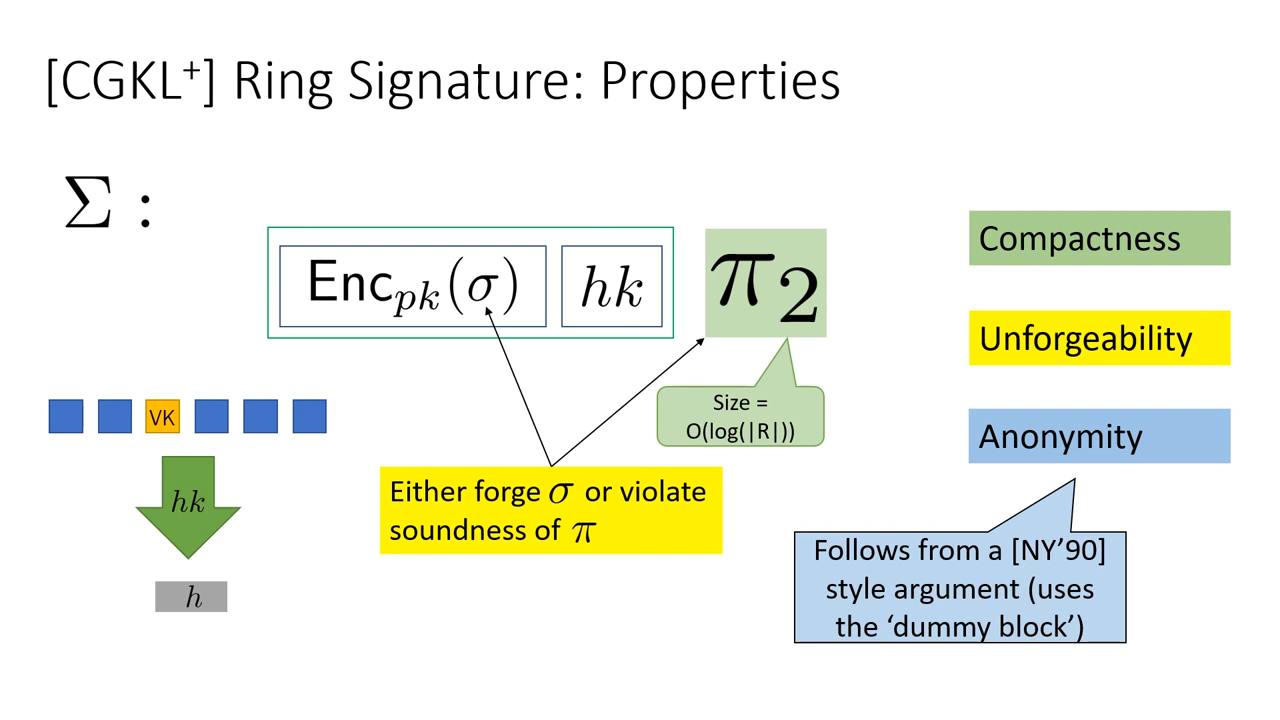 [CGKL⁺] Ring Signature: Properties
Σ :
Enc_pk(σ) hk π₂
Compactness
Unforgeability
Anonymity
Size =
O(log(|R|))
VK
hk
h
Either forge σ or violate
soundness of π
Follows from a [NY’90]
style argument (uses
the ‘dummy block’)